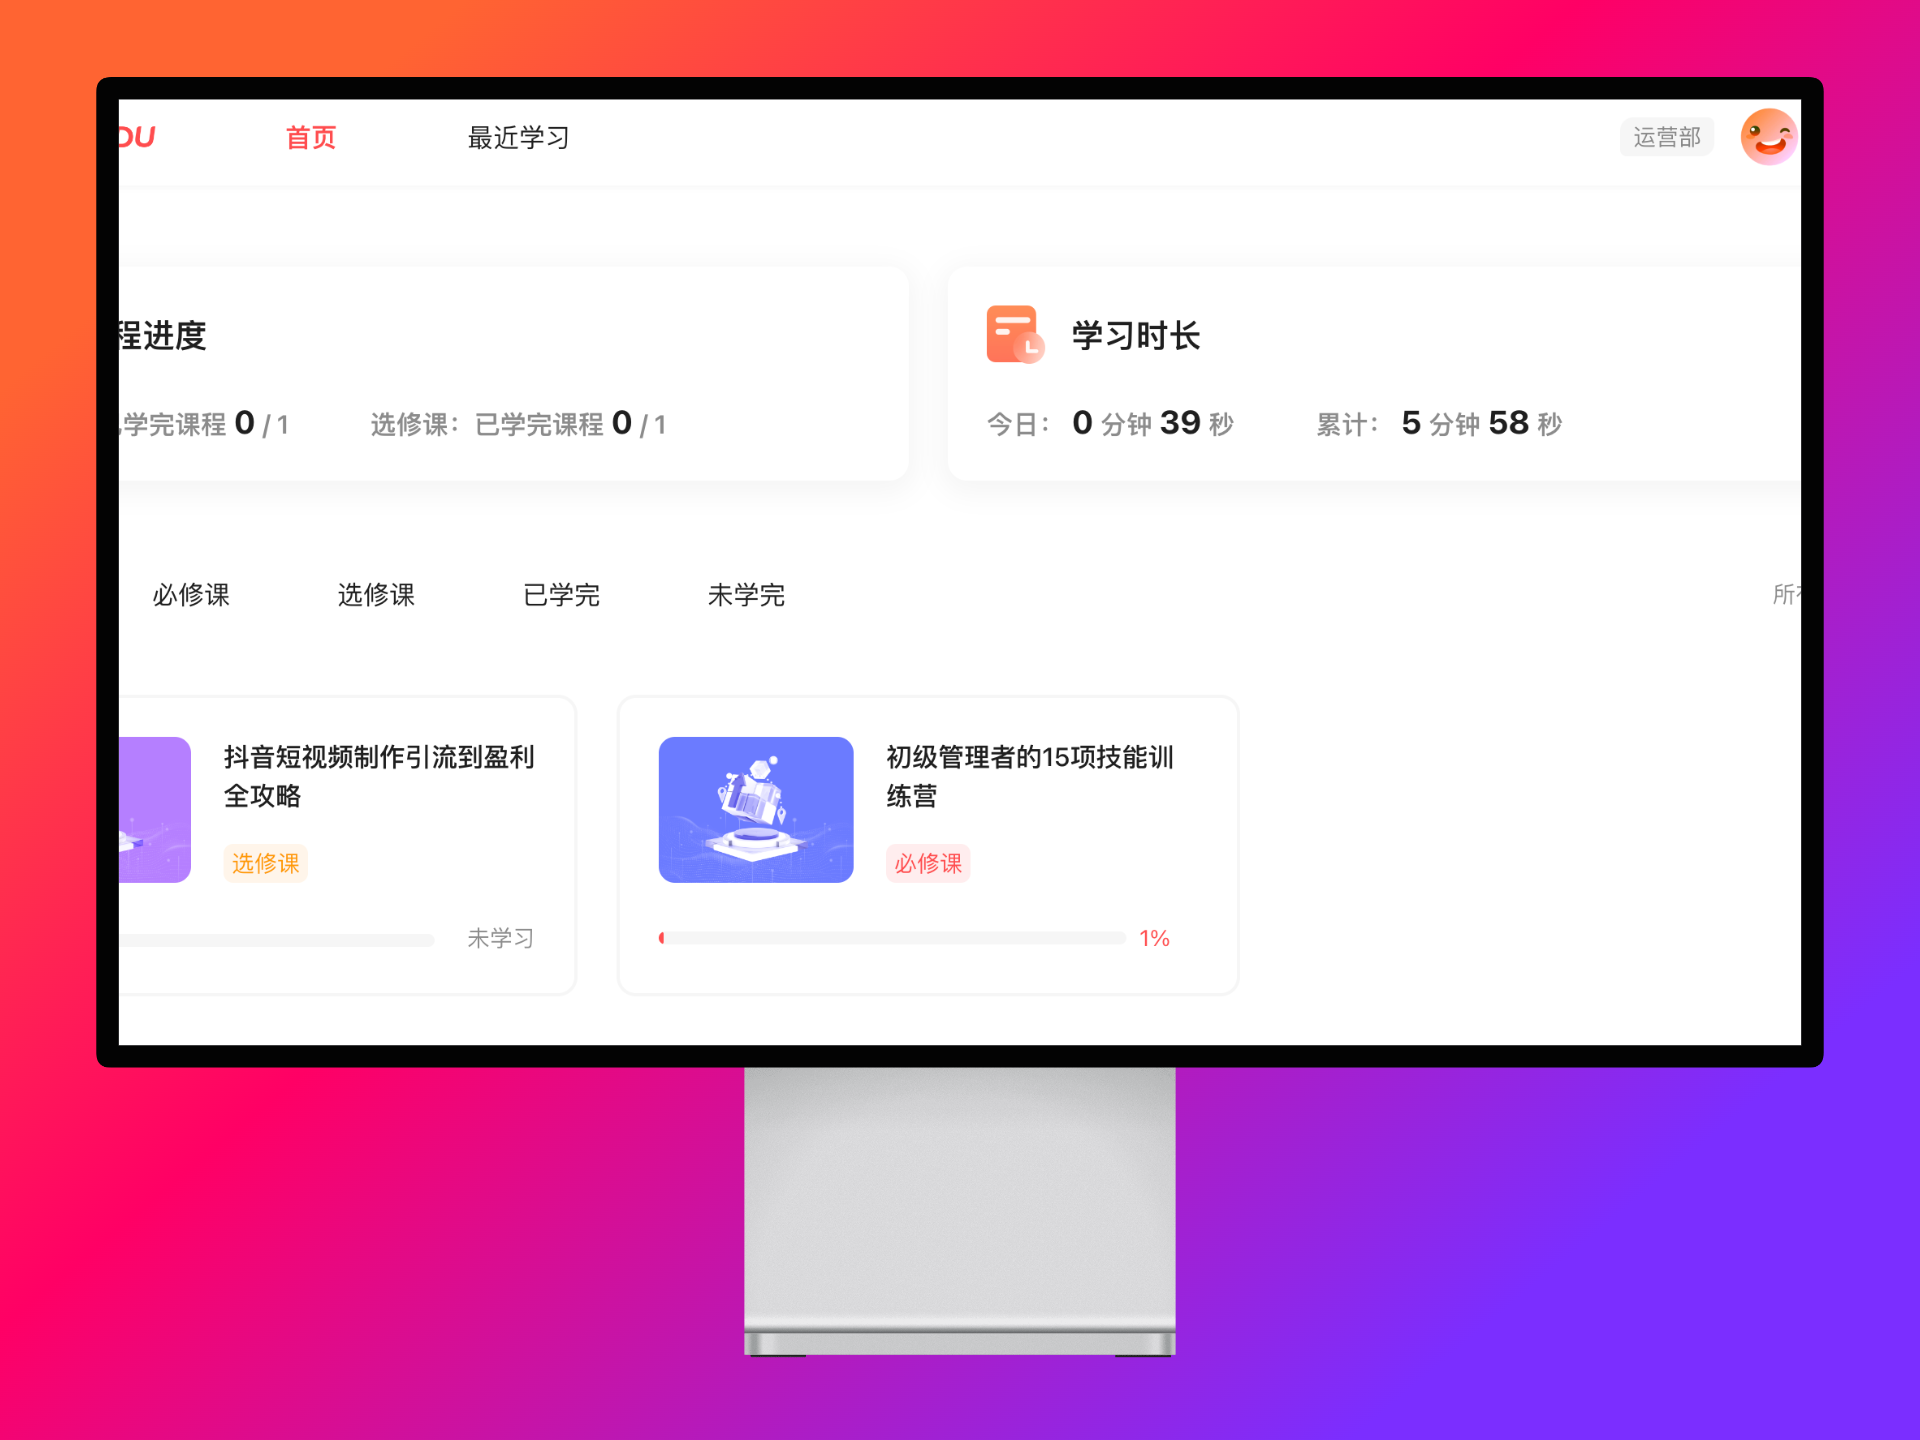 DU
首页
最近学习
运营部
程进度
学习时长
学完课程 0 / 1
选修课：已学完课程 0 / 1
今日： 0 分钟 39 秒
累计： 5 分钟 58 秒
必修课
选修课
已学完
未学完
所
抖音短视频制作引流到盈利
全攻略
选修课
未学习
初级管理者的15项技能训
练营
必修课
1%